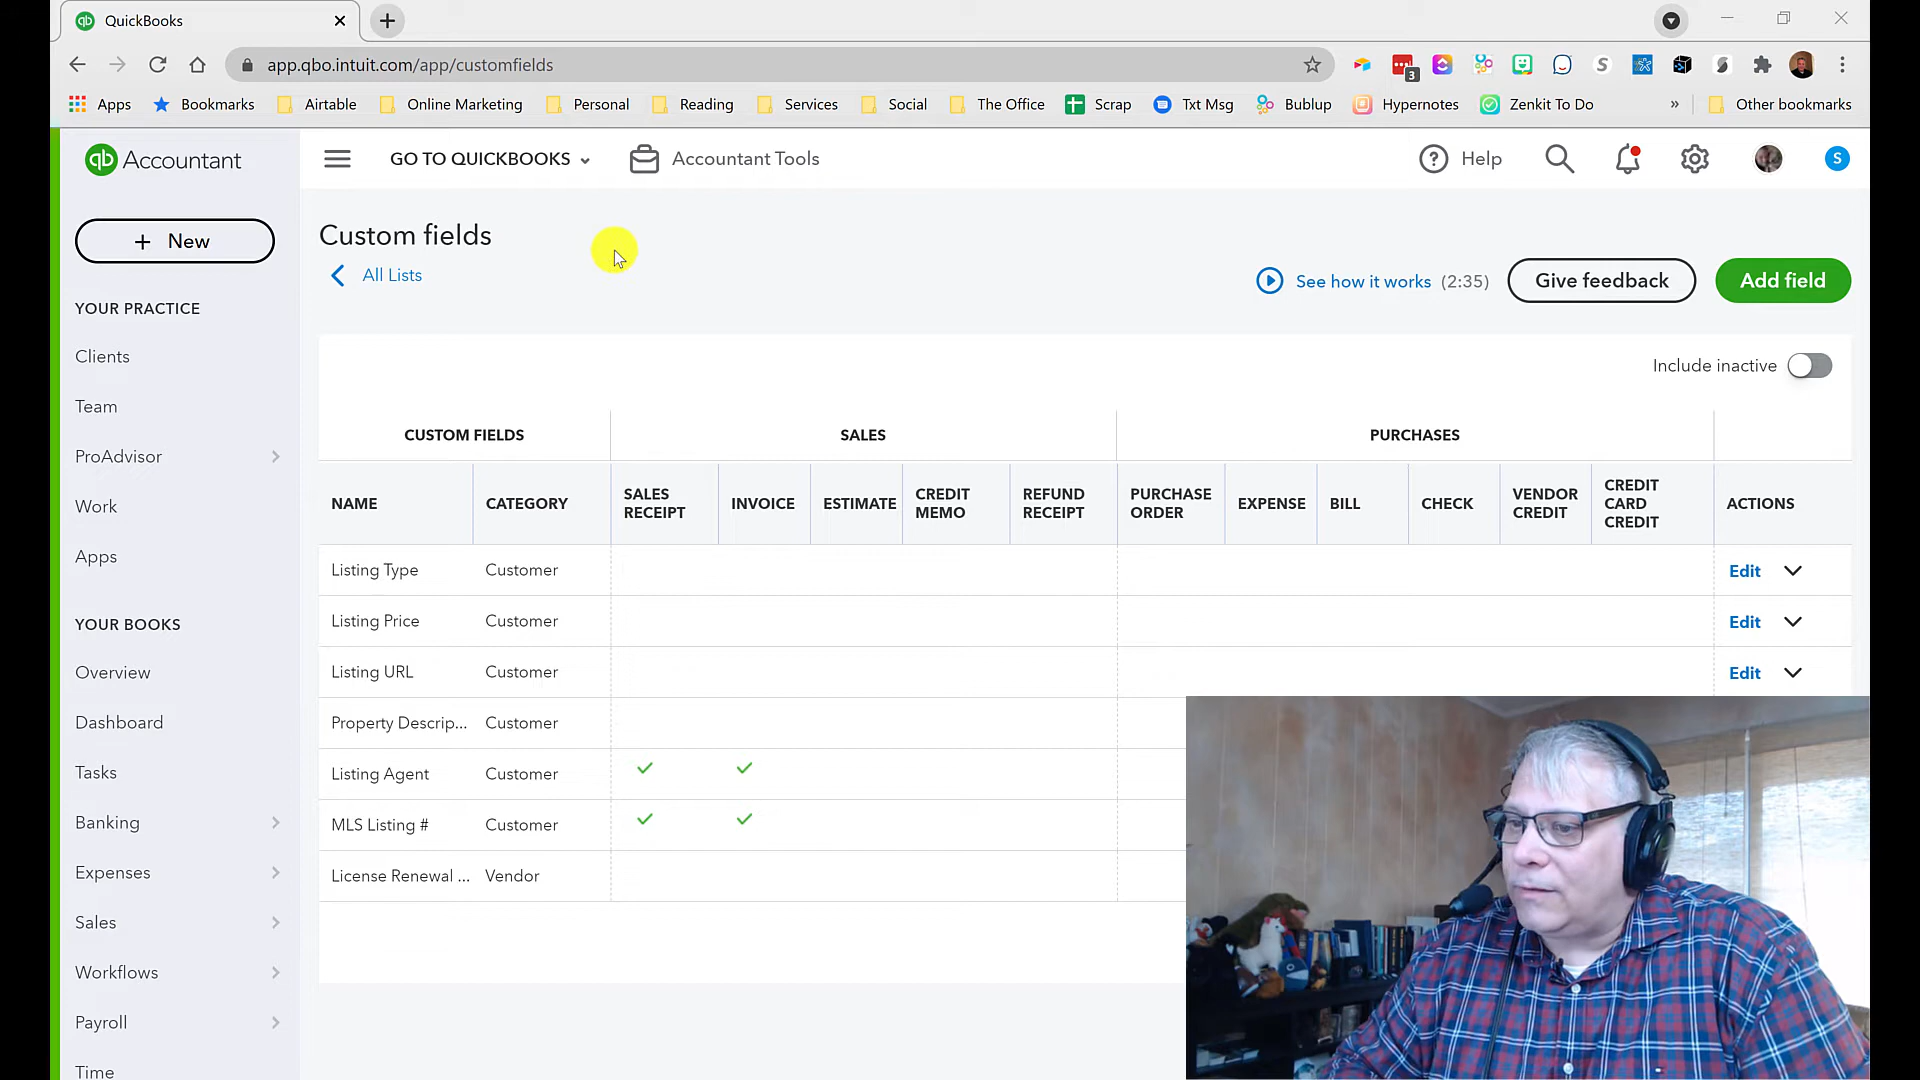 QuickBooks
app.qbo.intuit.com/app/customfields
3
Apps Bookmarks Airtable Online Marketing Personal Reading Services Social The Office Scrap Txt Msg Bublup Hypernotes Zenkit To Do » Other bookmarks
qb Accountant
GO TO QUICKBOOKS
Accountant Tools
Help
S
+ New
Custom fields
All Lists
See how it works (2:35)
Give feedback
Add field
YOUR PRACTICE
Clients
Team
ProAdvisor
Work
Apps
YOUR BOOKS
Overview
Dashboard
Tasks
Banking
Expenses
Sales
Workflows
Payroll
Time
Include inactive
CUSTOM FIELDS SALES PURCHASES
NAME CATEGORY SALES RECEIPT INVOICE ESTIMATE CREDIT MEMO REFUND RECEIPT PURCHASE ORDER EXPENSE BILL CHECK VENDOR CREDIT CREDIT CARD CREDIT ACTIONS
Listing Type Customer Edit
Listing Price Customer Edit
Listing URL Customer Edit
Property Descrip... Customer
Listing Agent Customer
MLS Listing # Customer
License Renewal ... Vendor